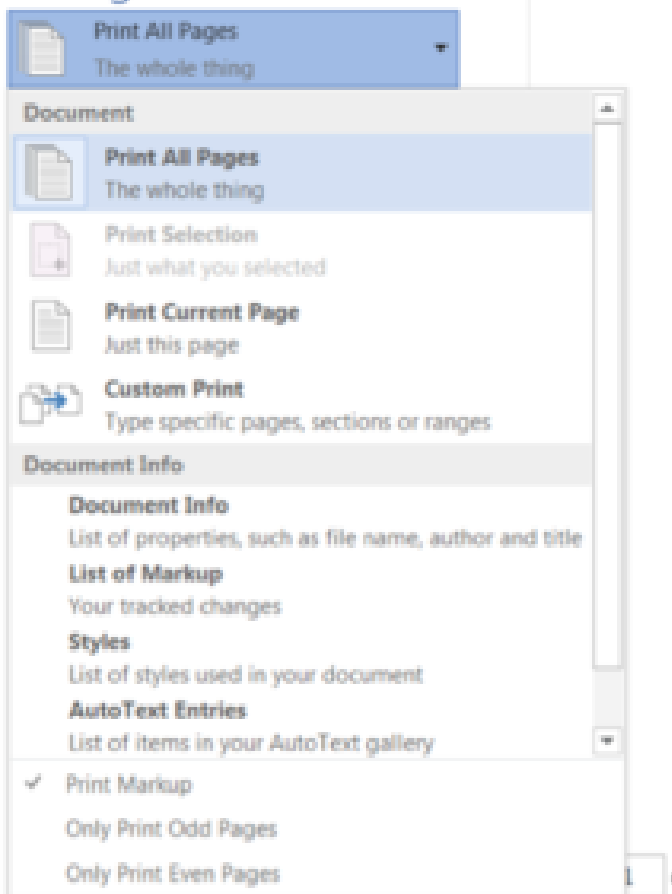 Print All Pages
The whole thing
Document
Print All Pages
The whole thing
Print Selection
Just what you selected
Print Current Page
Just this page
Custom Print
Type specific pages, sections or ranges
Document Info
Document Info
List of properties, such as file name, author and title
List of Markup
Your tracked changes
Styles
List of styles used in your document
AutoText Entries
List of items in your AutoText gallery
Print Markup
Only Print Odd Pages
Only Print Even Pages
1